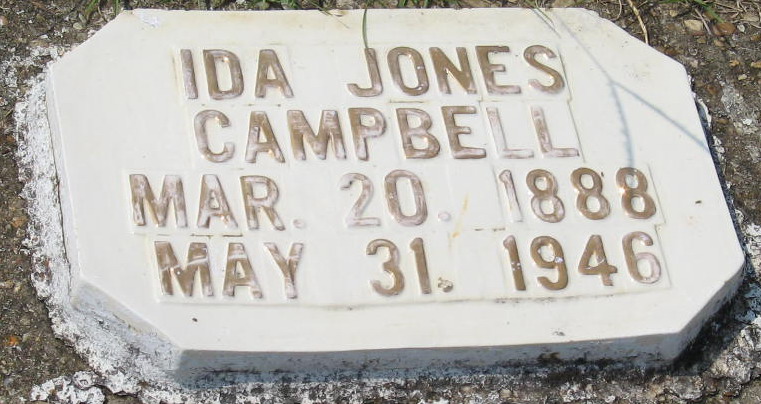 IDA JONES
CAMPBELL
MAR. 20. 1888
MAY 31. 1946